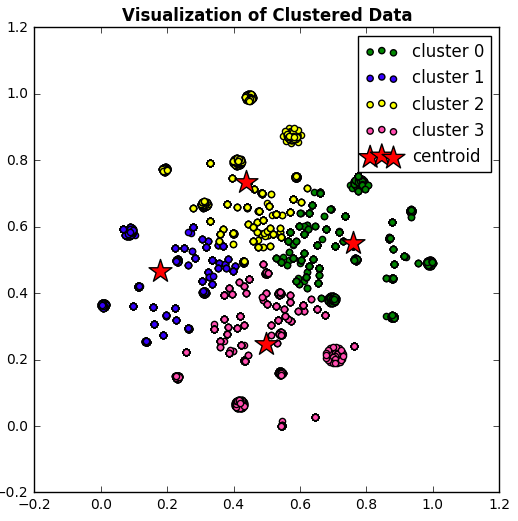 Visualization of Clustered Data
cluster 0
cluster 1
cluster 2
cluster 3
centroid
1.2
1.0
0.8
0.6
0.4
0.2
0.0
−0.2
−0.2 0.0 0.2 0.4 0.6 0.8 1.0 1.2